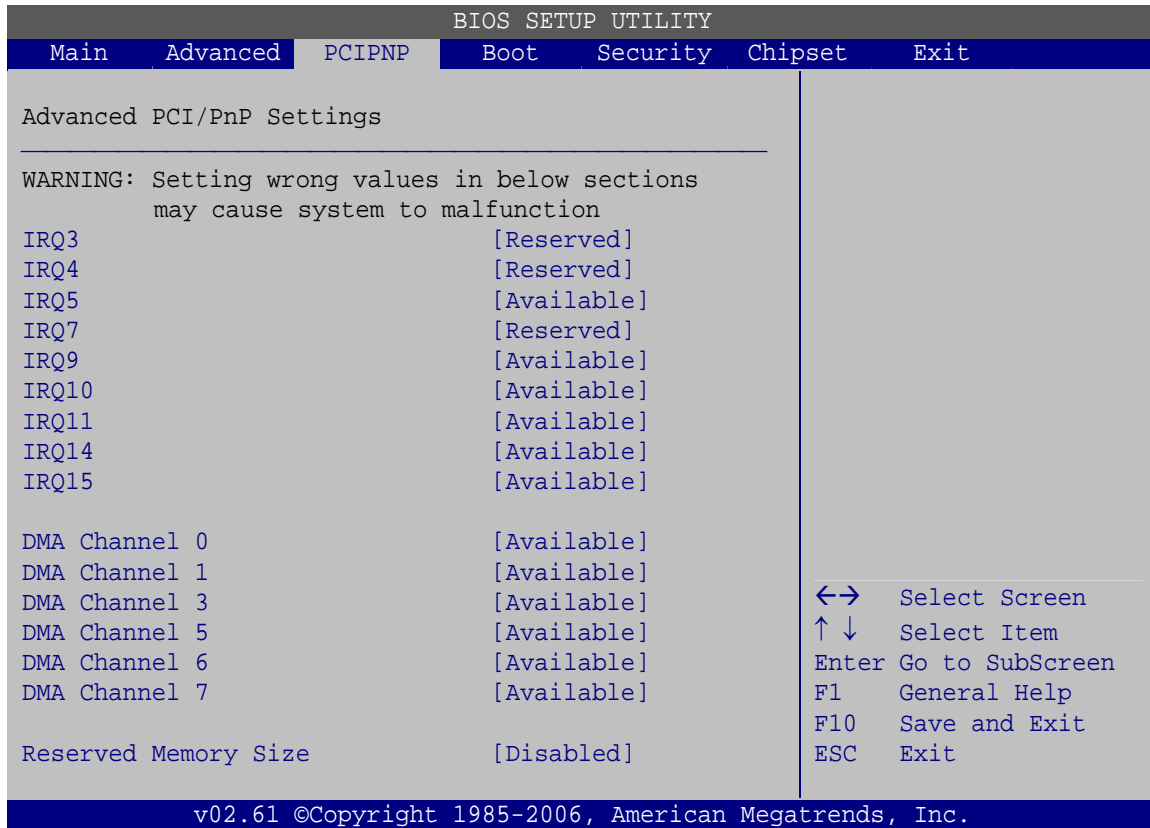 BIOS SETUP UTILITY
Main Advanced PCIPNP Boot Security Chipset Exit
Advanced PCI/PnP Settings
WARNING: Setting wrong values in below sections
may cause system to malfunction
IRQ3 [Reserved]
IRQ4 [Reserved]
IRQ5 [Available]
IRQ7 [Reserved]
IRQ9 [Available]
IRQ10 [Available]
IRQ11 [Available]
IRQ14 [Available]
IRQ15 [Available]
DMA Channel 0 [Available]
DMA Channel 1 [Available]
DMA Channel 3 [Available]
DMA Channel 5 [Available]
DMA Channel 6 [Available]
DMA Channel 7 [Available]
Reserved Memory Size [Disabled]
←→ Select Screen
↑ ↓ Select Item
Enter Go to SubScreen
F1 General Help
F10 Save and Exit
ESC Exit
v02.61 ©Copyright 1985-2006, American Megatrends, Inc.